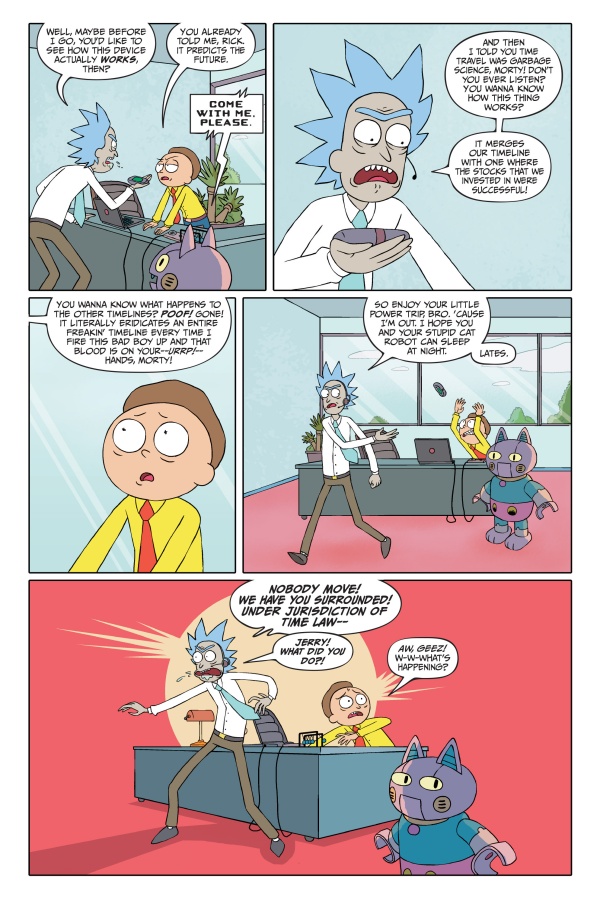 WELL, MAYBE BEFORE
I GO, YOU'D LIKE TO
SEE HOW THIS DEVICE
ACTUALLY WORKS,
THEN?
YOU ALREADY
TOLD ME, RICK.
IT PREDICTS THE
FUTURE.
COME
WITH ME,
PLEASE.
AND THEN
I TOLD YOU TIME
TRAVEL WAS GARBAGE
SCIENCE, MORTY! DON'T
YOU EVER LISTEN?
YOU WANNA KNOW
HOW THIS THING
WORKS?
IT MERGES
OUR TIMELINE
WITH ONE WHERE
THE STOCKS THAT WE
INVESTED IN WERE
SUCCESSFUL!
YOU WANNA KNOW WHAT HAPPENS TO
THE OTHER TIMELINES? POOF! GONE!
IT LITERALLY ERIDICATES AN ENTIRE
FREAKIN' TIMELINE EVERY TIME I
FIRE THIS BAD BOY UP AND THAT
BLOOD IS ON YOUR--URRP!--
HANDS, MORTY!
SO ENJOY YOUR LITTLE
POWER TRIP, BRO. 'CAUSE
I'M OUT. I HOPE YOU
AND YOUR STUPID CAT
ROBOT CAN SLEEP
AT NIGHT.
LATES.
NOBODY MOVE!
WE HAVE YOU SURROUNDED!
UNDER JURISDICTION OF
TIME LAW--
JERRY!
WHAT DID YOU
DO?!
AW, GEEZ!
W-W-WHAT'S
HAPPENING?